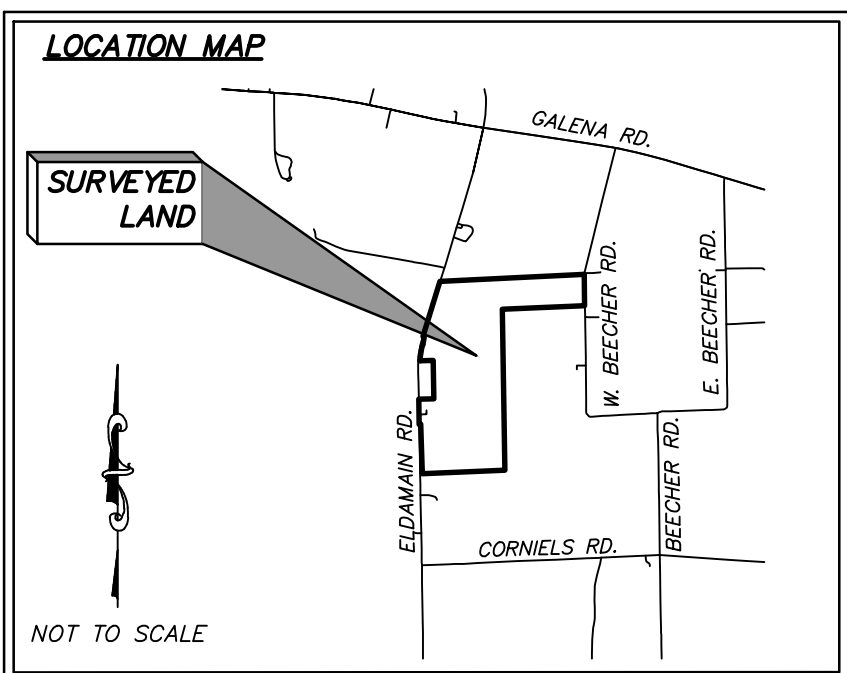 LOCATION MAP
GALENA RD.
SURVEYED
LAND
W. BEECHER RD.
E. BEECHER RD.
ELDAMAIN RD.
BEECHER RD.
CORNIELS RD.
NOT TO SCALE